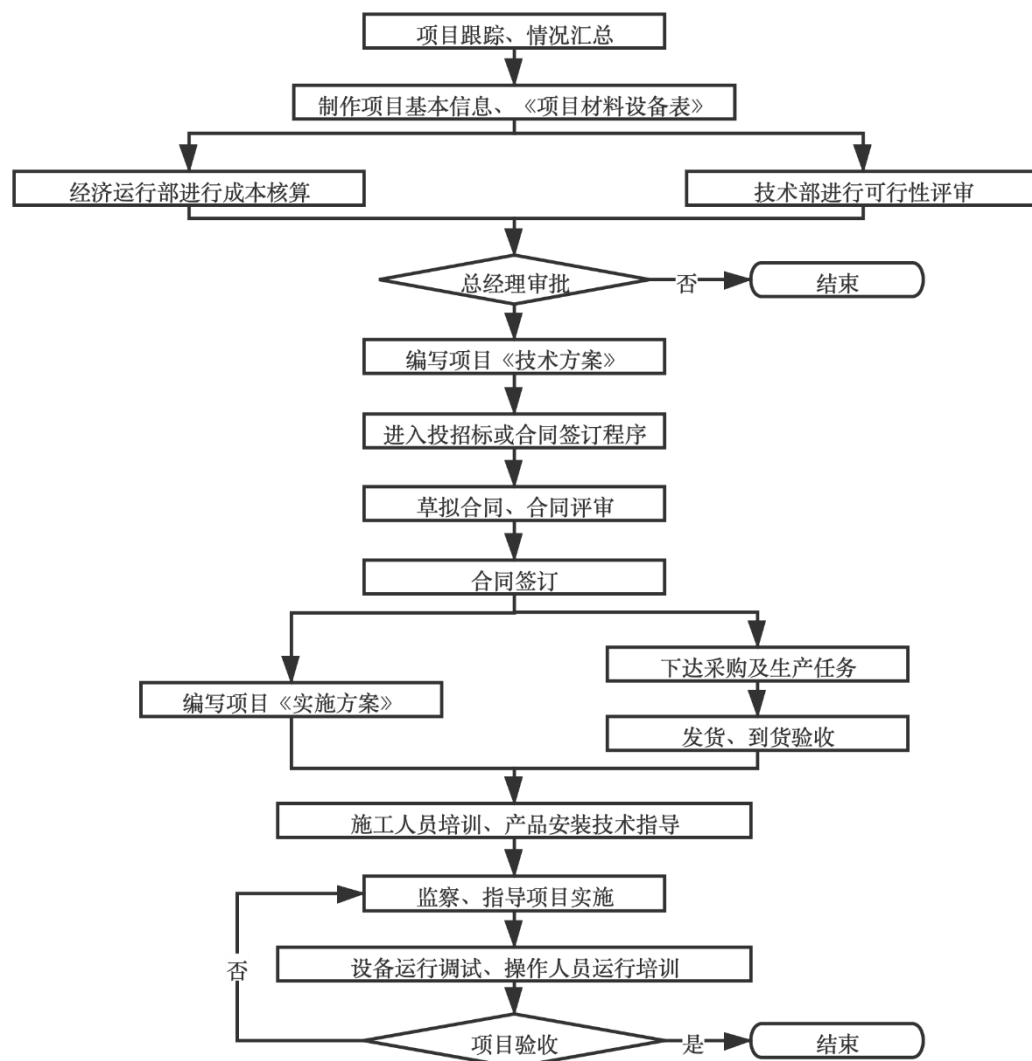 项目跟踪、情况汇总
制作项目基本信息、《项目材料设备表》
经济运行部进行成本核算
技术部进行可行性评审
总经理审批
否
结束
编写项目《技术方案》
进入投招标或合同签订程序
草拟合同、合同评审
合同签订
下达采购及生产任务
编写项目《实施方案》
发货、到货验收
施工人员培训、产品安装技术指导
监察、指导项目实施
设备运行调试、操作人员运行培训
否
项目验收
是
结束